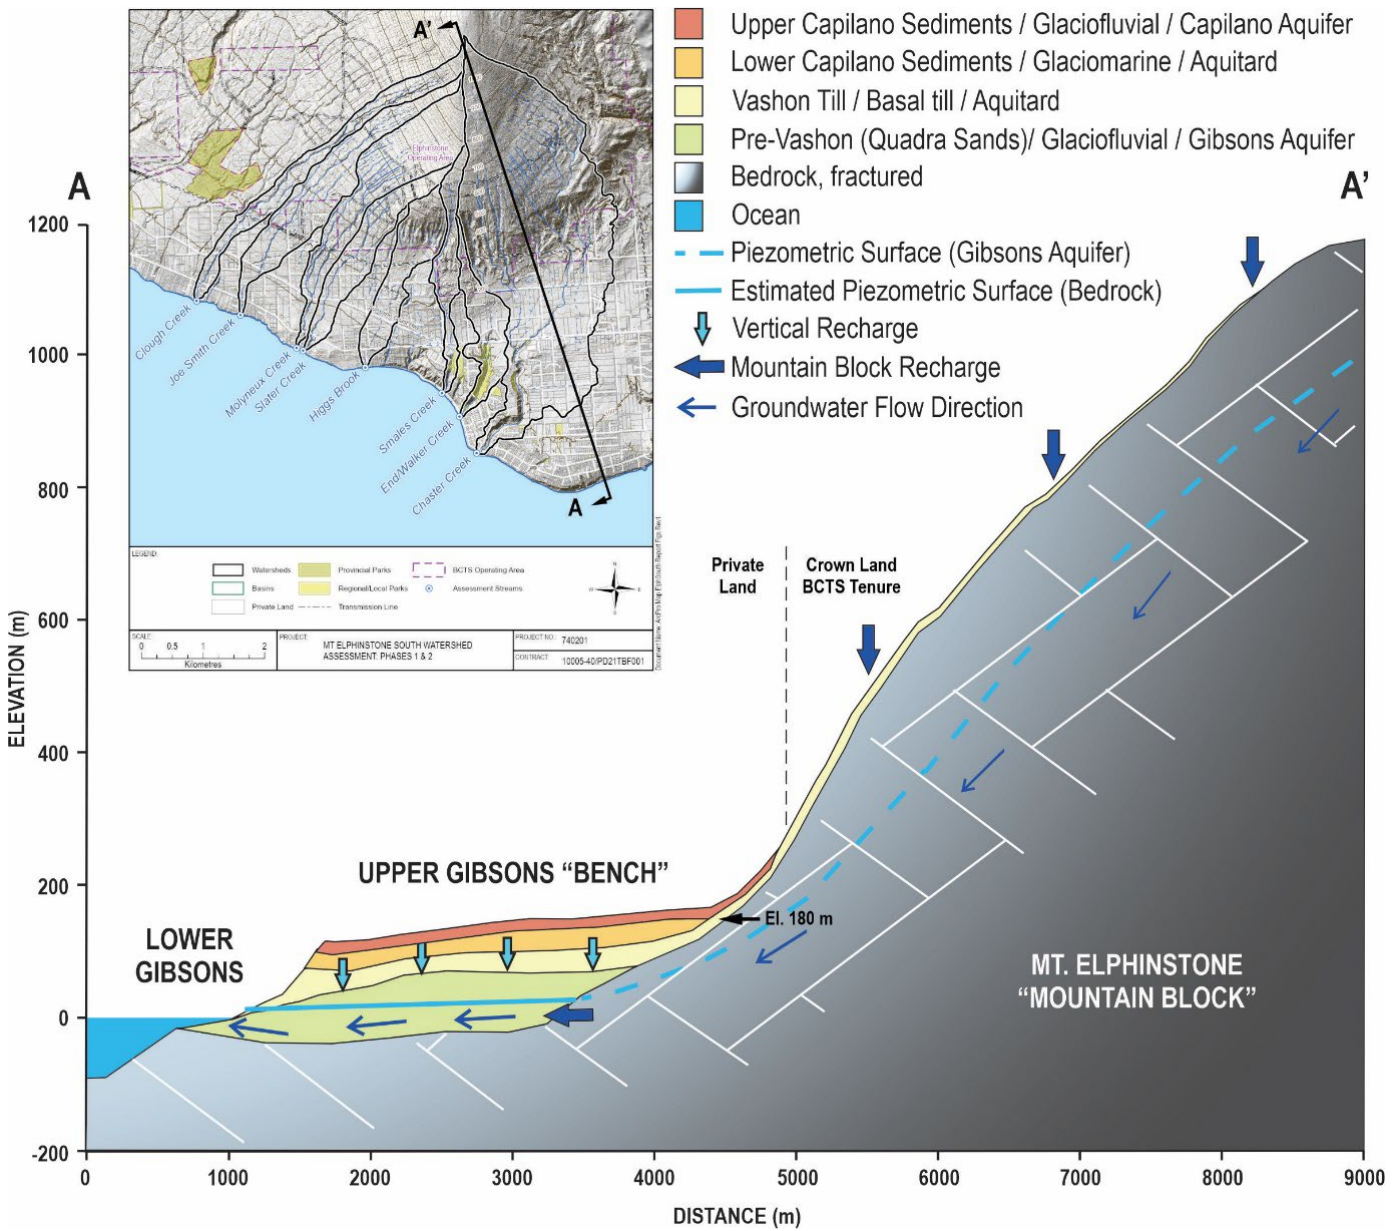 A'
Elphinstone
Operating Area
Clough Creek
Joe Smith Creek
Molyneux Creek
Slater Creek
Higgs Brook
Smales Creek
End/Walker Creek
Chaster Creek
A
LEGEND:
Watersheds
Provincial Parks
BCTS Operating Area
Basins
Regional/Local Parks
Assessment Streams
Private Land
Transmission Line
SCALE:
0 0.5 1 2
Kilometres
PROJECT:
MT ELPHINSTONE SOUTH WATERSHED
ASSESSMENT: PHASES 1 & 2
PROJECT NO.: 740201
CONTRACT:
10005-40/PD21TBF001
Upper Capilano Sediments / Glaciofluvial / Capilano Aquifer
Lower Capilano Sediments / Glaciomarine / Aquitard
Vashon Till / Basal till / Aquitard
Pre-Vashon (Quadra Sands)/ Glaciofluvial / Gibsons Aquifer
Bedrock, fractured
Ocean
Piezometric Surface (Gibsons Aquifer)
Estimated Piezometric Surface (Bedrock)
Vertical Recharge
Mountain Block Recharge
Groundwater Flow Direction
A
A'
1200
1000
800
600
400
200
0
-200
ELEVATION (m)
Private
Land
Crown Land
BCTS Tenure
UPPER GIBSONS “BENCH”
LOWER
GIBSONS
El. 180 m
MT. ELPHINSTONE
“MOUNTAIN BLOCK”
0 1000 2000 3000 4000 5000 6000 7000 8000 9000
DISTANCE (m)